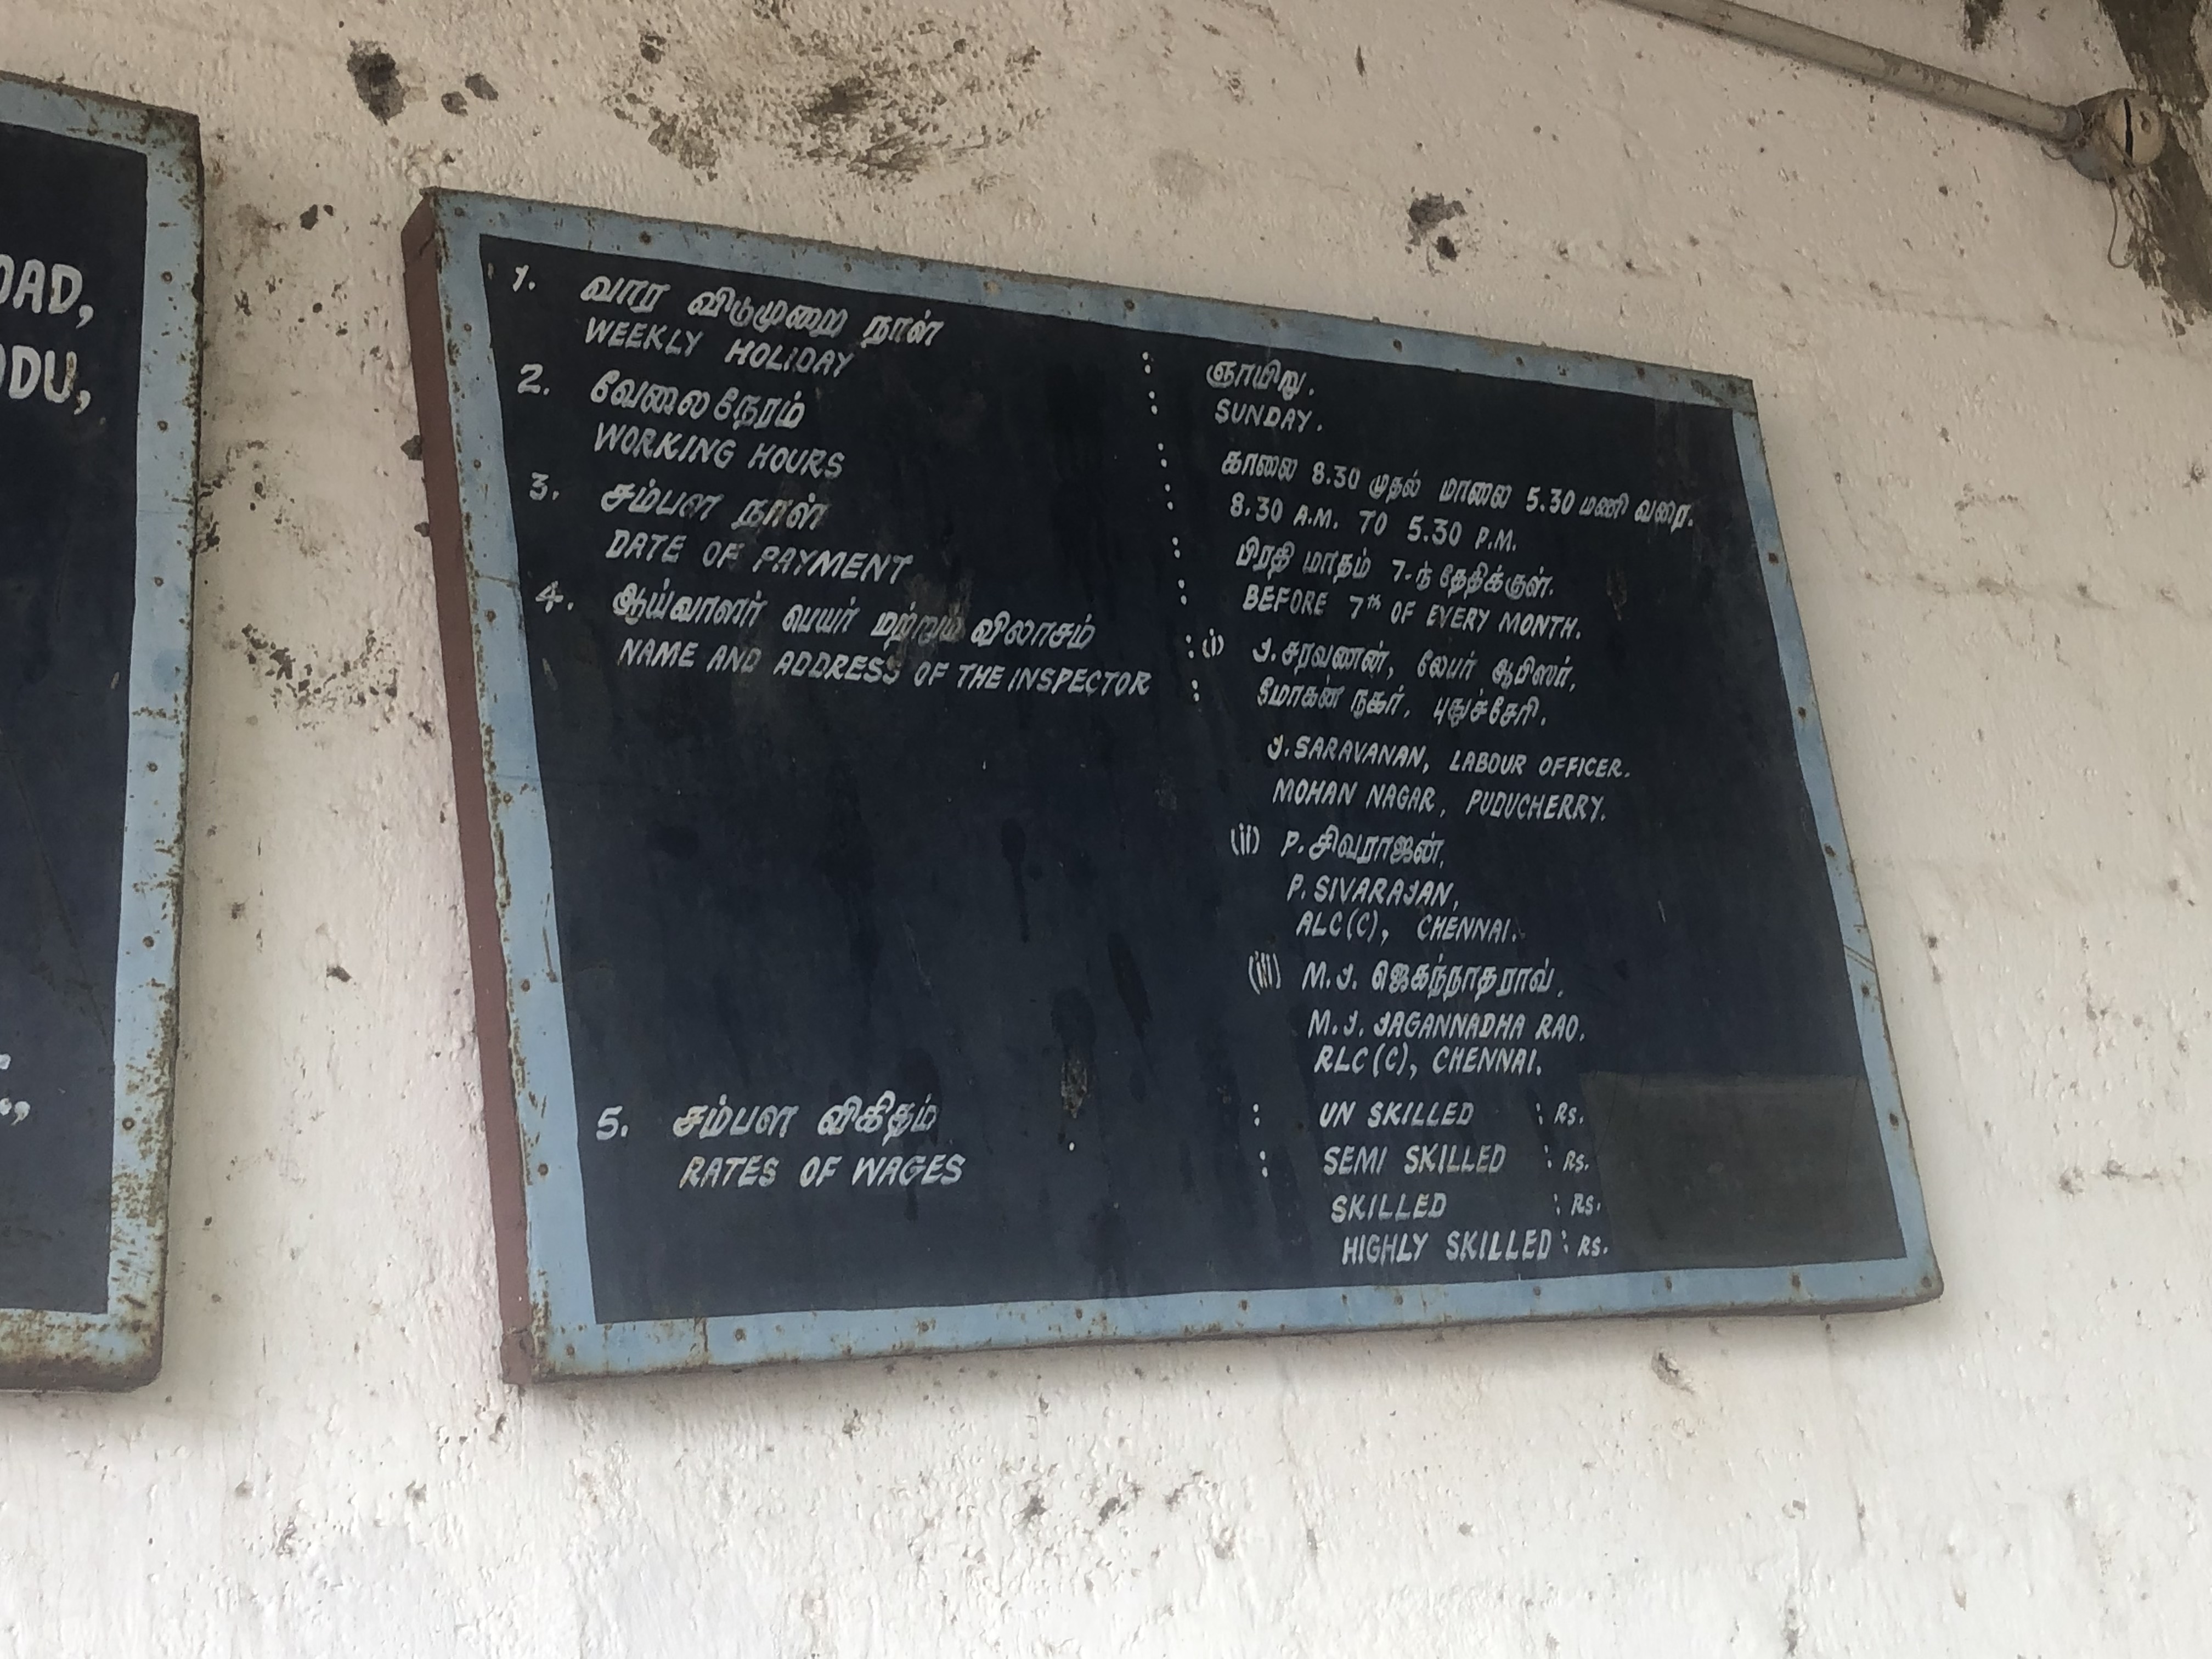 OAD,
ODU,
1. வார விடுமுறை நாள்
WEEKLY HOLIDAY
: ஞாயிறு.
: SUNDAY.
2. வேலை நேரம்
WORKING HOURS
: காலை 8.30 முதல் மாலை 5.30 மணி வரை.
: 8.30 A.M. TO 5.30 P.M.
3. சம்பள நாள்
DATE OF PAYMENT
: பிரதி மாதம் 7-ந் தேதிக்குள்.
: BEFORE 7th OF EVERY MONTH.
4. ஆய்வாளர் பெயர் மற்றும் விலாசம்
NAME AND ADDRESS OF THE INSPECTOR
: (i) J. சரவணன், லேபர் ஆபிஸர்,
: மோகன் நகர், புதுச்சேரி.
J. SARAVANAN, LABOUR OFFICER.
MOHAN NAGAR, PUDUCHERRY.
(ii) P. சிவராஜன்,
P. SIVARAJAN,
ALC (C), CHENNAI.
(iii) M.J. ஜெகந்நாதராவ்,
M.J. JAGANNADHA RAO,
RLC (C), CHENNAI.
5. சம்பள விகிதம்
RATES OF WAGES
: UN SKILLED : Rs.
: SEMI SKILLED : Rs.
SKILLED : Rs.
HIGHLY SKILLED : Rs.